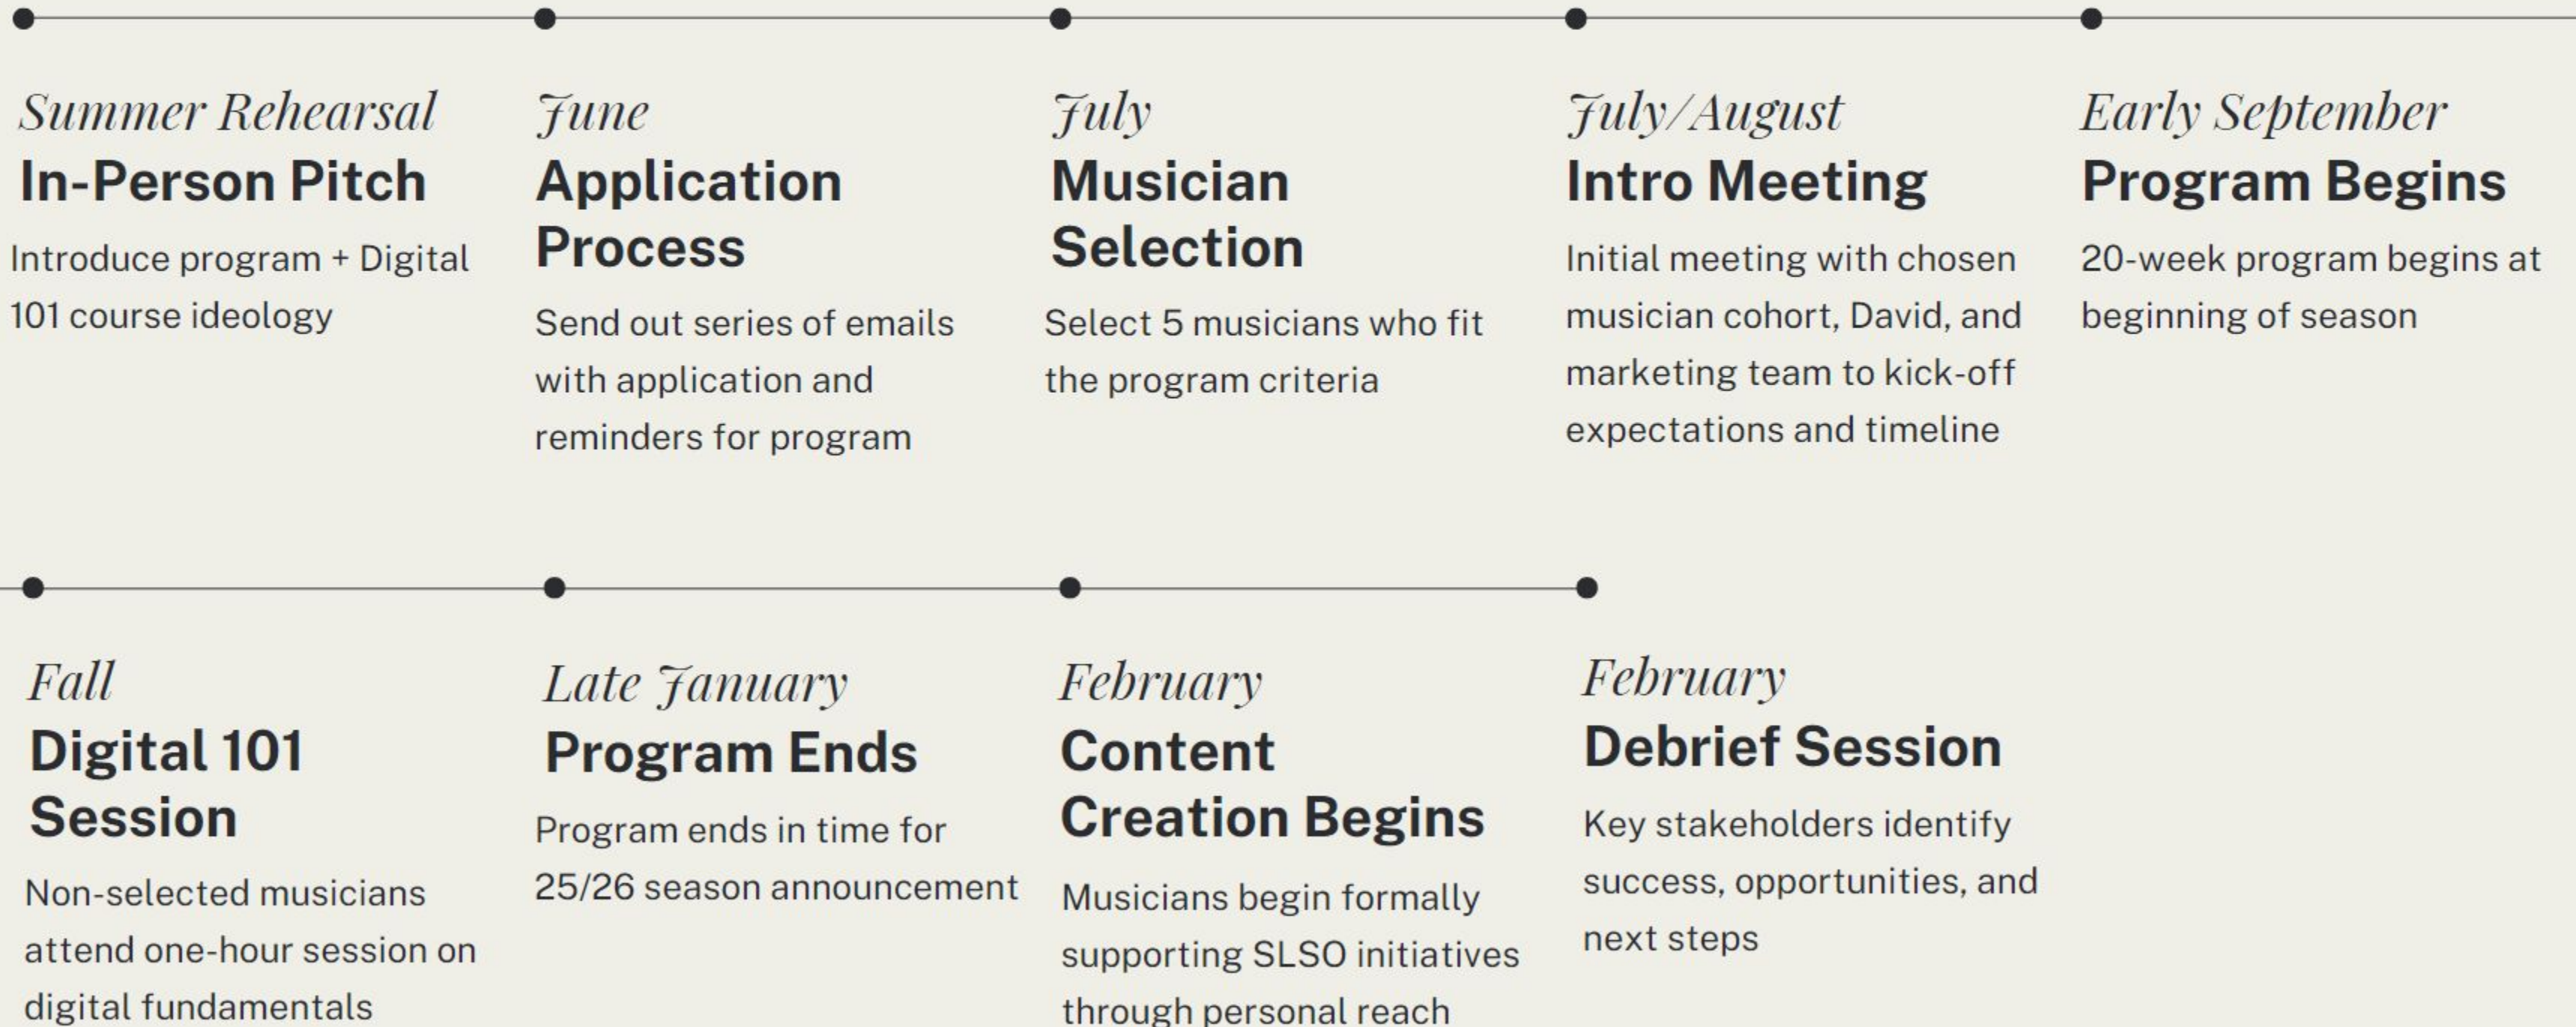 Summer Rehearsal
In-Person Pitch
Introduce program + Digital
101 course ideology
June
Application
Process
Send out series of emails
with application and
reminders for program
July
Musician
Selection
Select 5 musicians who fit
the program criteria
July/August
Intro Meeting
Initial meeting with chosen
musician cohort, David, and
marketing team to kick-off
expectations and timeline
Early September
Program Begins
20-week program begins at
beginning of season
Fall
Digital 101
Session
Non-selected musicians
attend one-hour session on
digital fundamentals
Late January
Program Ends
Program ends in time for
25/26 season announcement
February
Content
Creation Begins
Musicians begin formally
supporting SLSO initiatives
through personal reach
February
Debrief Session
Key stakeholders identify
success, opportunities, and
next steps